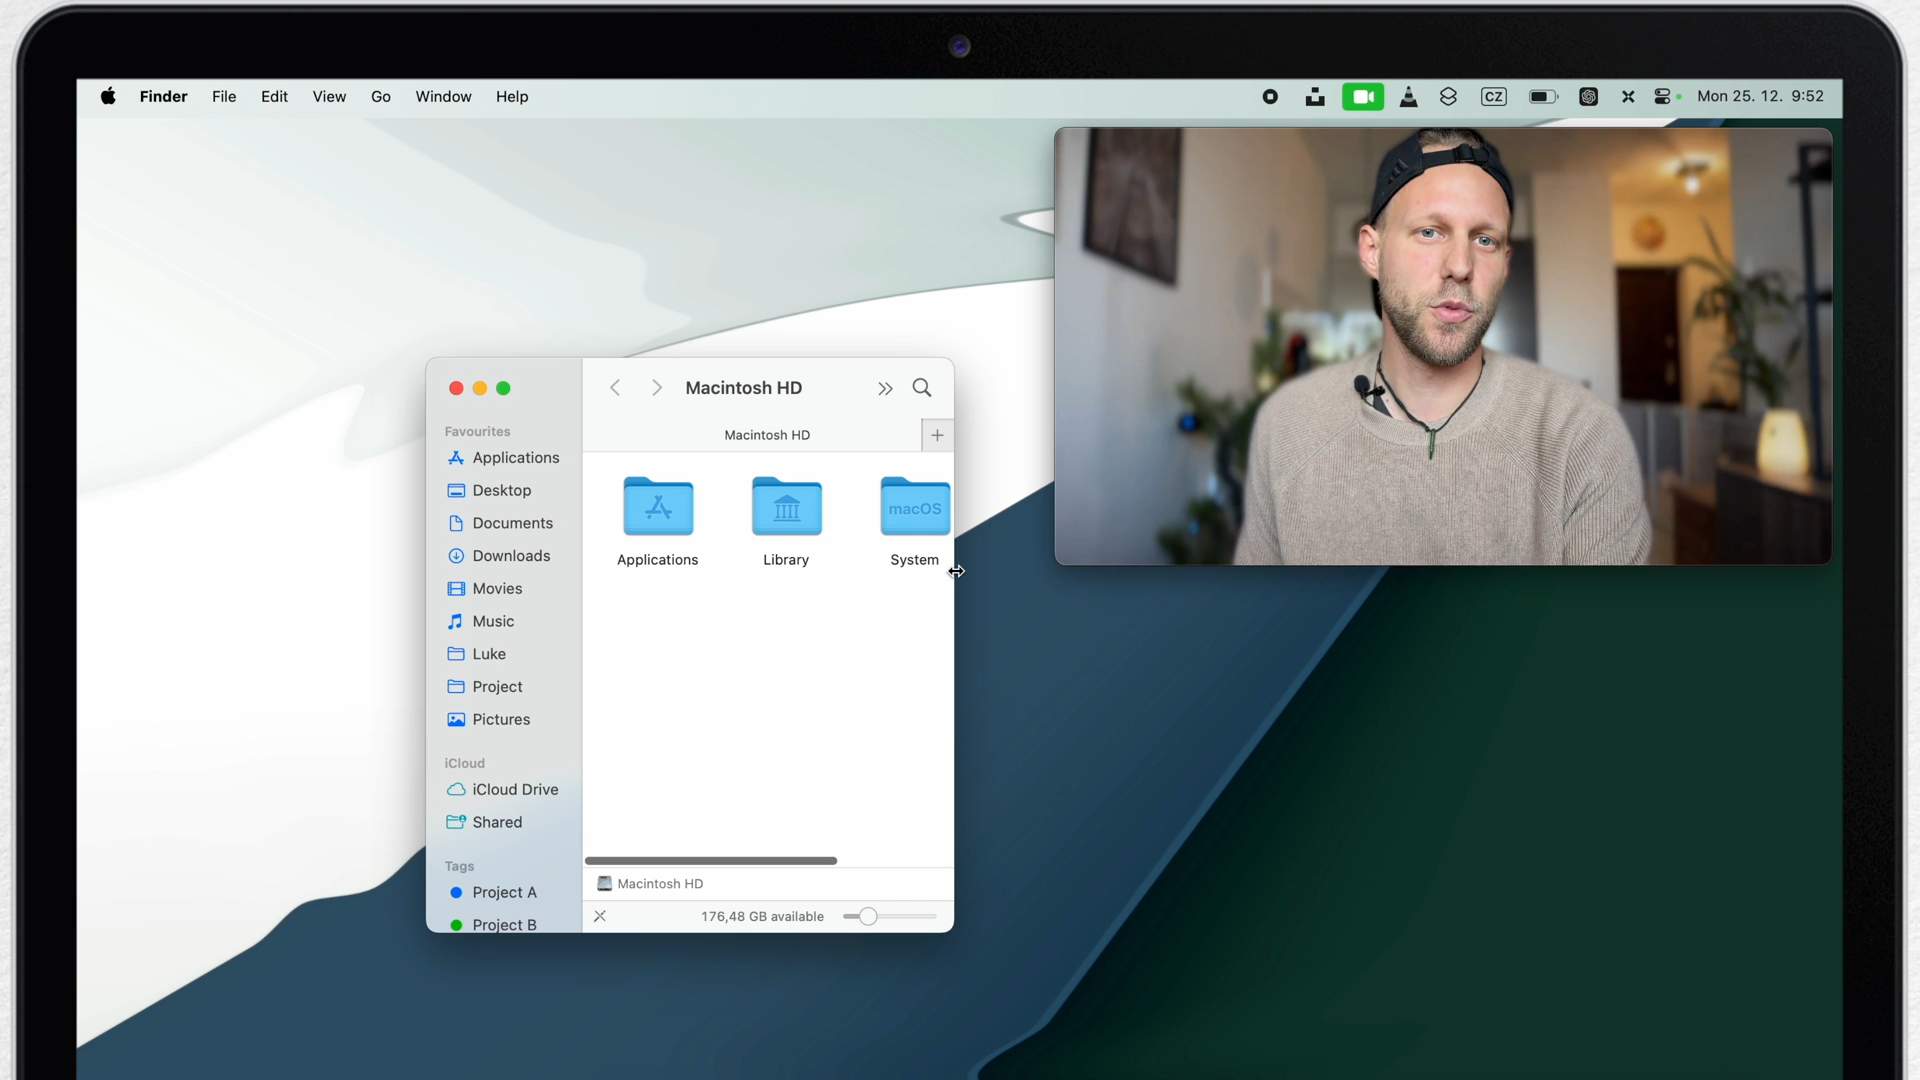 Finder File Edit View Go Window Help CZ Mon 25. 12. 9:52
Macintosh HD
Macintosh HD
Favourites
Applications
Desktop
Documents
Downloads
Movies
Music
Luke
Project
Pictures
iCloud
iCloud Drive
Shared
Tags
Project A
Project B
macOS
Applications Library System
Macintosh HD
176,48 GB available